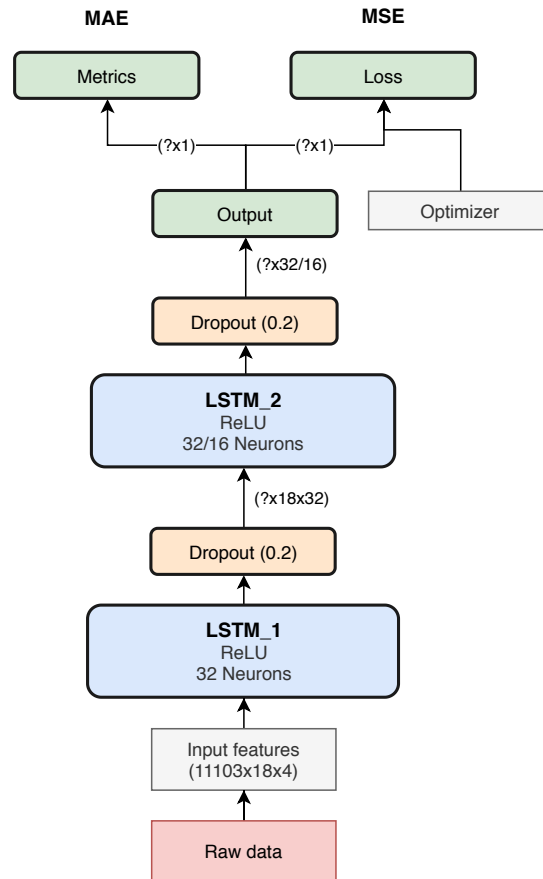 MAE
MSE
Metrics
Loss
(?x1)
(?x1)
Output
Optimizer
(?x32/16)
Dropout (0.2)
LSTM_2
ReLU
32/16 Neurons
(?x18x32)
Dropout (0.2)
LSTM_1
ReLU
32 Neurons
Input features
(11103x18x4)
Raw data